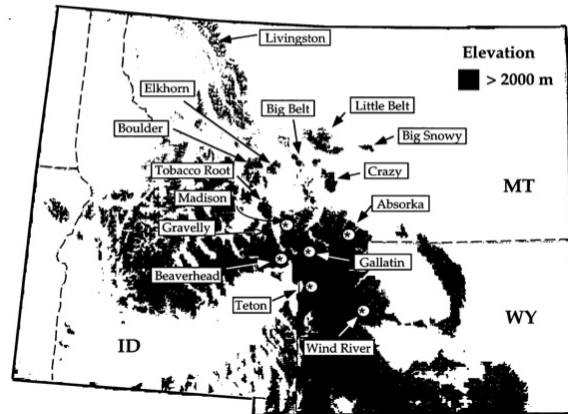 Livingston
Elevation
> 2000 m
Elkhorn
Big Belt
Little Belt
Boulder
Big Snowy
Tobacco Root
Crazy
MT
Madison
Absorka
Gravelly
Gallatin
Beaverhead
Teton
WY
ID
Wind River